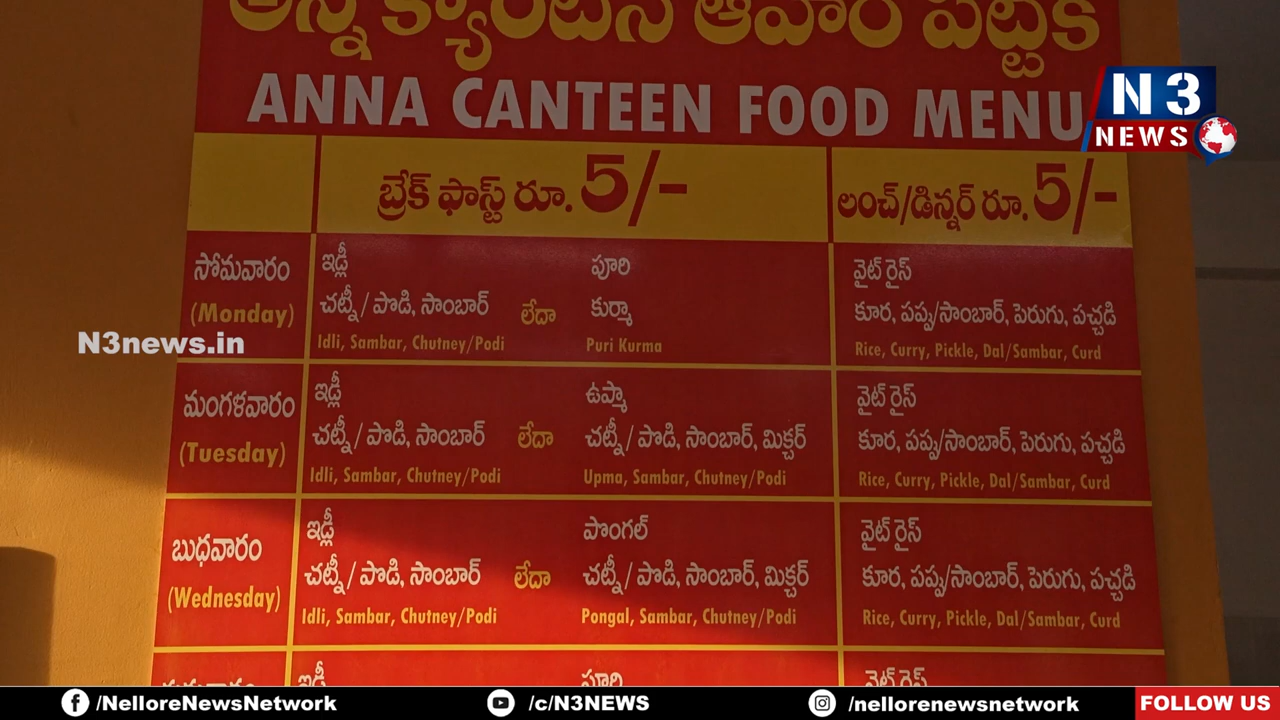 అన్న క్యాంటీన్ ఆహార పట్టిక
ANNA CANTEEN FOOD MENU
N3
NEWS
బ్రేక్ ఫాస్ట్ రూ. 5/-
లంచ్/డిన్నర్ రూ. 5/-
సోమవారం
(Monday)
ఇడ్లీ
చట్నీ / పొడి, సాంబార్
Idli, Sambar, Chutney/Podi
లేదా
పూరి
కుర్మా
Puri Kurma
వైట్ రైస్
కూర, పప్పు/సాంబార్, పెరుగు, పచ్చడి
Rice, Curry, Pickle, Dal/Sambar, Curd
N3news.in
మంగళవారం
(Tuesday)
ఇడ్లీ
చట్నీ / పొడి, సాంబార్
Idli, Sambar, Chutney/Podi
లేదా
ఉప్మా
చట్నీ / పొడి, సాంబార్, మిక్చర్
Upma, Sambar, Chutney/Podi
వైట్ రైస్
కూర, పప్పు/సాంబార్, పెరుగు, పచ్చడి
Rice, Curry, Pickle, Dal/Sambar, Curd
బుధవారం
(Wednesday)
ఇడ్లీ
చట్నీ / పొడి, సాంబార్
Idli, Sambar, Chutney/Podi
లేదా
పొంగల్
చట్నీ / పొడి, సాంబార్, మిక్చర్
Pongal, Sambar, Chutney/Podi
వైట్ రైస్
కూర, పప్పు/సాంబార్, పెరుగు, పచ్చడి
Rice, Curry, Pickle, Dal/Sambar, Curd
ఇడ్లీ
పూరి
వైట్ రైస్
/NelloreNewsNetwork
/c/N3NEWS
/nellorenewsnetwork
FOLLOW US